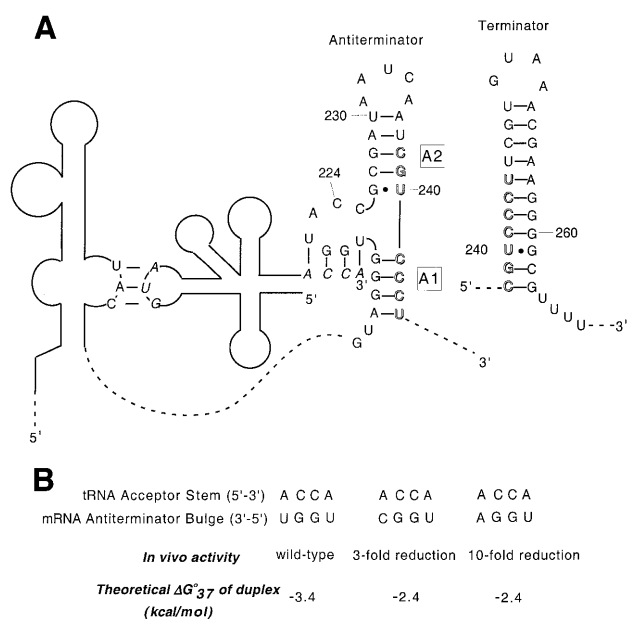 A
Antiterminator
Terminator
A U C A A A
230 U A
A U
G C A2
C G
G • U 240
224
C C A U G G U
A C C A
5' 3'
G C
G C A1
G C
A U
U G
3'
U A A
G A
U A
G C
C G
U A
U A
C G
C G
C G 260
240 U • G
G C
5' C G
U U U U 3'
U A
A U
C G
5'
B
tRNA Acceptor Stem (5'-3') A C C A A C C A A C C A
mRNA Antiterminator Bulge (3'-5') U G G U C G G U A G G U
In vivo activity wild-type 3-fold reduction 10-fold reduction
Theoretical ΔG°37 of duplex (kcal/mol) -3.4 -2.4 -2.4